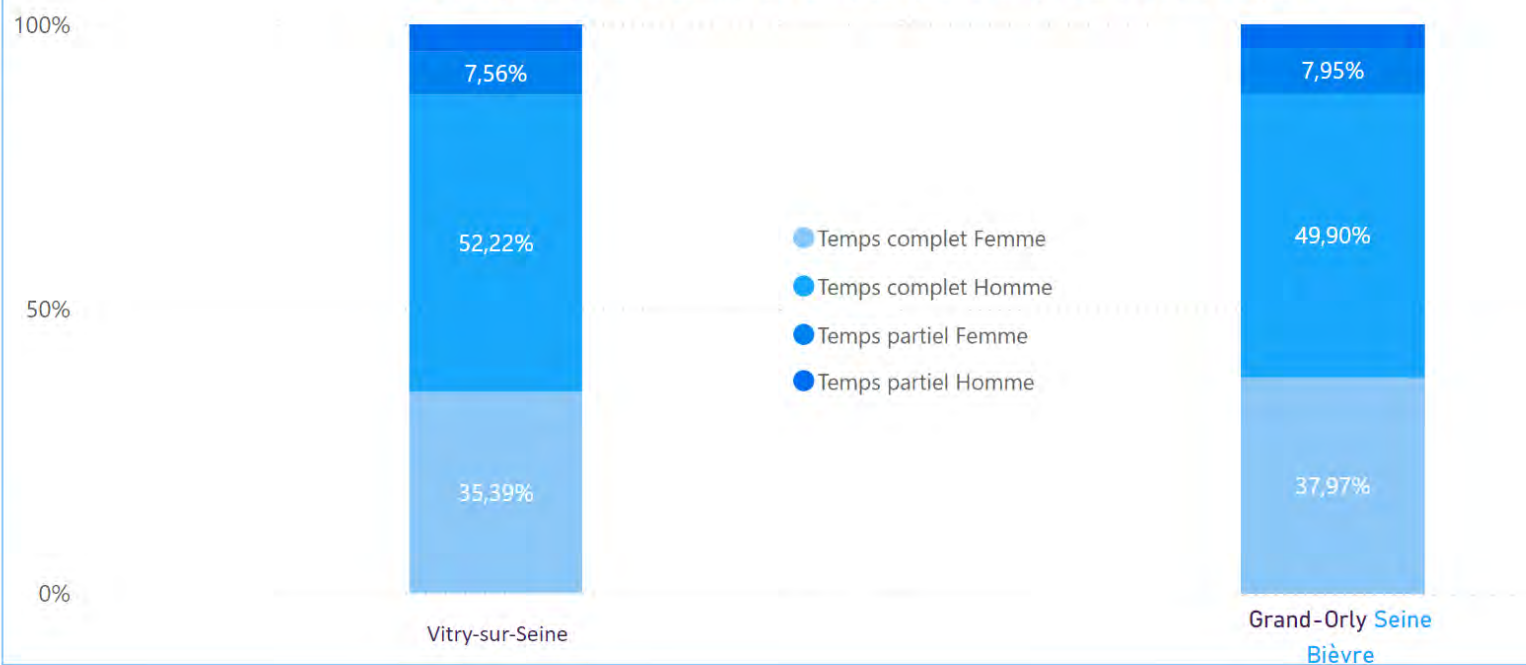 100%
7,56%
7,95%
52,22%
49,90%
Temps complet Femme
Temps complet Homme
50%
Temps partiel Femme
Temps partiel Homme
35,39%
37,97%
0%
Vitry-sur-Seine
Grand-Orly Seine
Bièvre